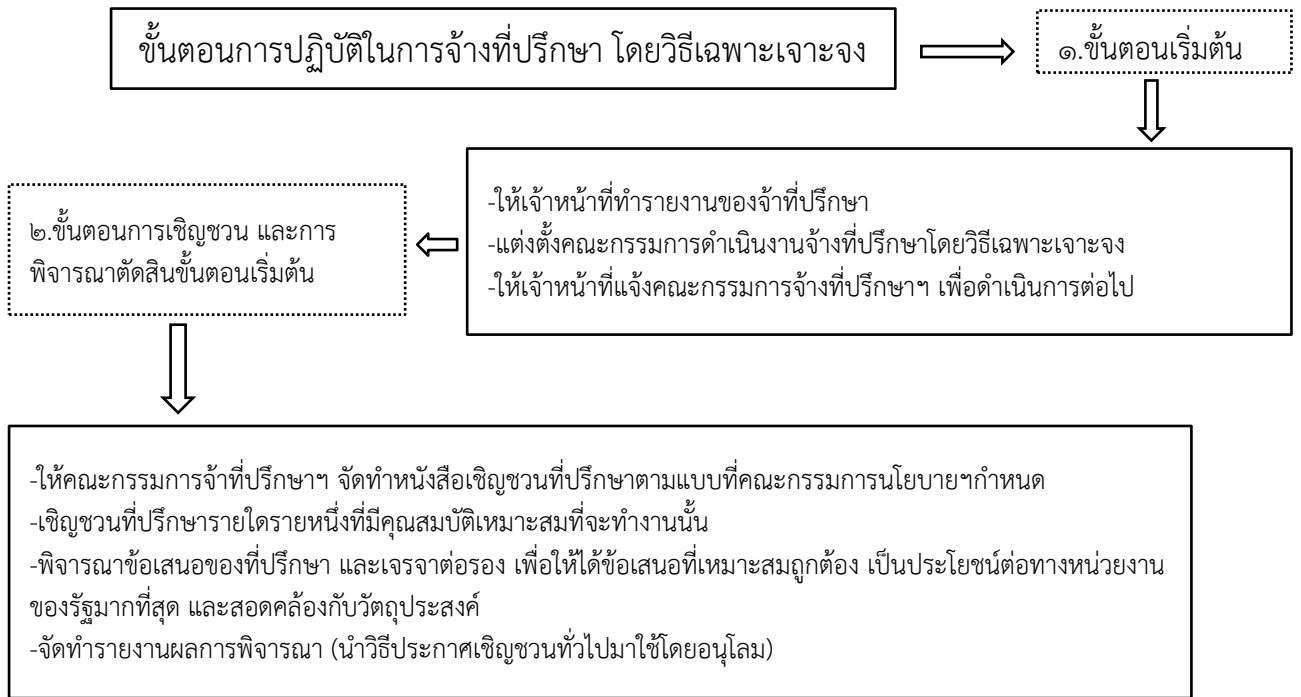 ขั้นตอนการปฏิบัติในการจ้างที่ปรึกษา โดยวิธีเฉพาะเจาะจง
๑.ขั้นตอนเริ่มต้น
-ให้เจ้าหน้าที่ทำรายงานของจ้าที่ปรึกษา
-แต่งตั้งคณะกรรมการดำเนินงานจ้างที่ปรึกษาโดยวิธีเฉพาะเจาะจง
-ให้เจ้าหน้าที่แจ้งคณะกรรมการจ้างที่ปรึกษาฯ เพื่อดำเนินการต่อไป
๒.ขั้นตอนการเชิญชวน และการ
พิจารณาตัดสินขั้นตอนเริ่มต้น
-ให้คณะกรรมการจ้าที่ปรึกษาฯ จัดทำหนังสือเชิญชวนที่ปรึกษาตามแบบที่คณะกรรมการนโยบายฯกำหนด
-เชิญชวนที่ปรึกษารายใดรายหนึ่งที่มีคุณสมบัติเหมาะสมที่จะทำงานนั้น
-พิจารณาข้อเสนอของที่ปรึกษา และเจรจาต่อรอง เพื่อให้ได้ข้อเสนอที่เหมาะสมถูกต้อง เป็นประโยชน์ต่อทางหน่วยงาน
ของรัฐมากที่สุด และสอดคล้องกับวัตถุประสงค์
-จัดทำรายงานผลการพิจารณา (นำวิธีประกาศเชิญชวนทั่วไปมาใช้โดยอนุโลม)